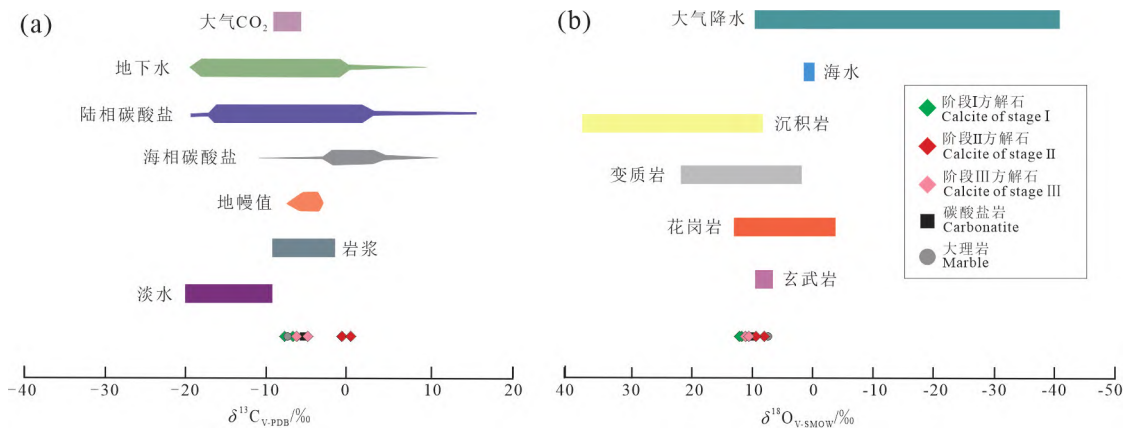 (a)
大气CO₂
地下水
陆相碳酸盐
海相碳酸盐
地幔值
岩浆
淡水
−40 −30 −20 −10 0 10 20
δ¹³C V-PDB/‰
(b)
大气降水
海水
沉积岩
变质岩
花岗岩
玄武岩
40 30 20 10 0 -10 -20 -30 -40 -50
δ¹⁸O V-SMOW/‰
阶段Ⅰ方解石
Calcite of stage Ⅰ
阶段Ⅱ方解石
Calcite of stage Ⅱ
阶段Ⅲ方解石
Calcite of stage Ⅲ
碳酸盐岩
Carbonatite
大理岩
Marble